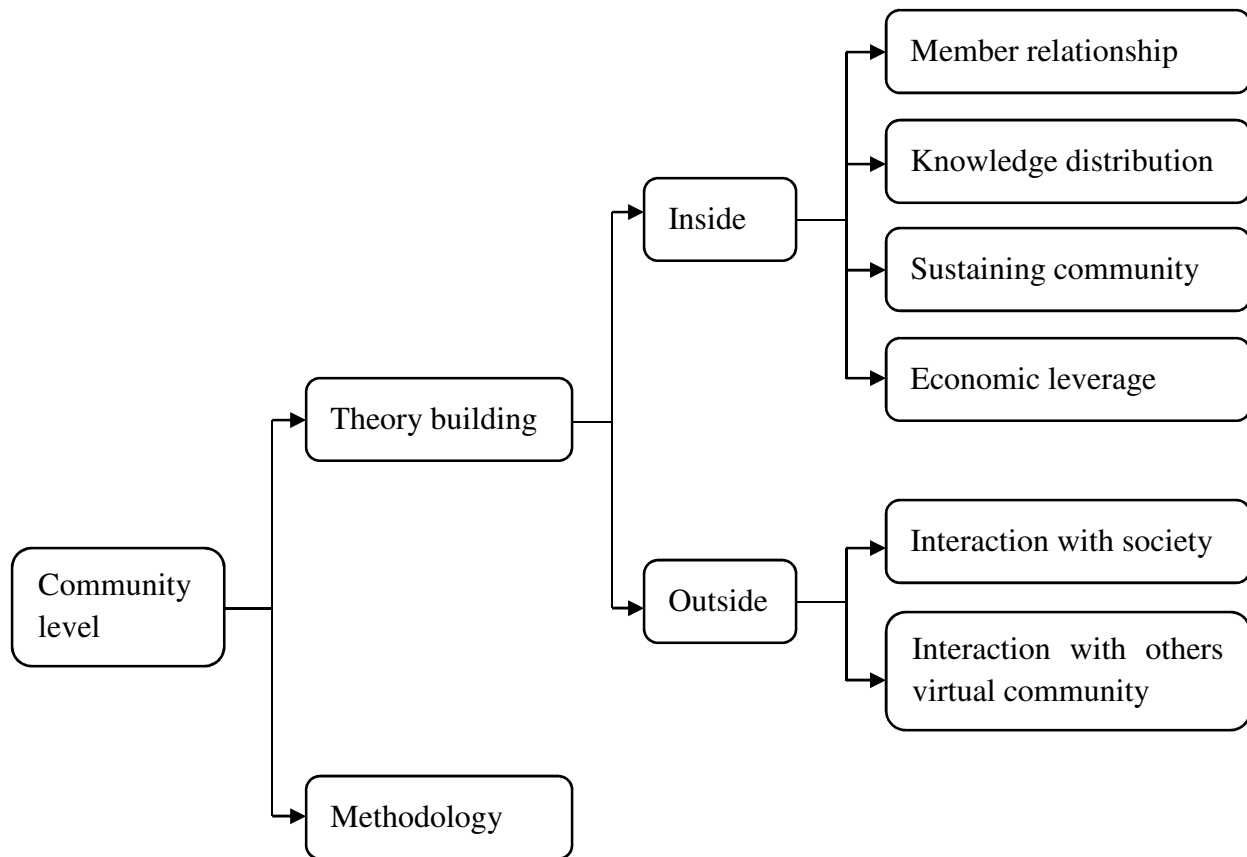 Member relationship
Knowledge distribution
Inside
Sustaining community
Economic leverage
Theory building
Interaction with society
Community
level
Outside
Interaction with others
virtual community
Methodology